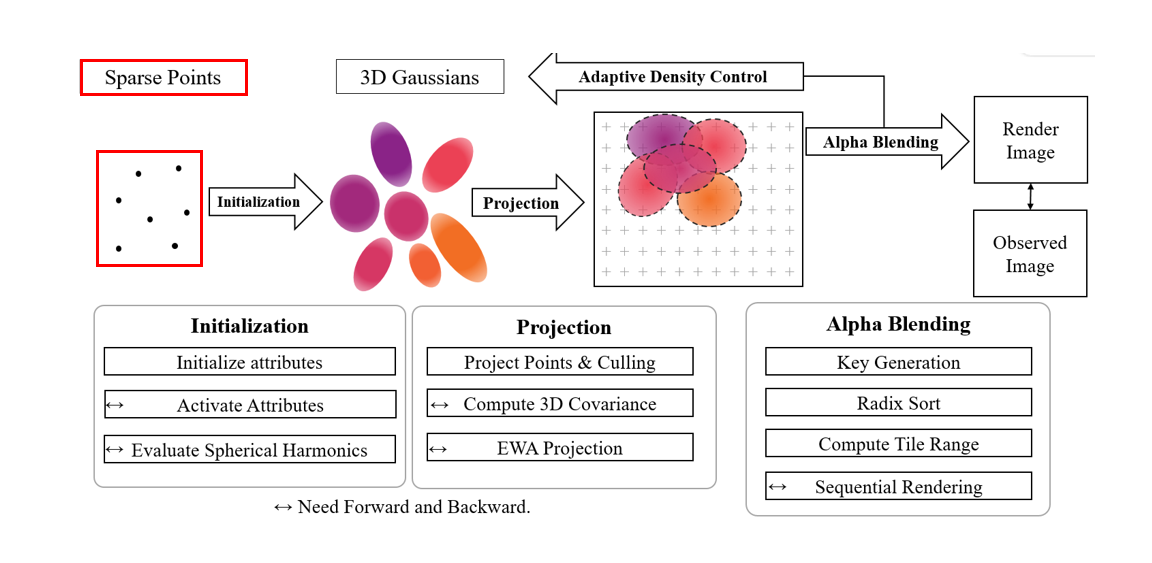 Sparse Points
3D Gaussians
Adaptive Density Control
Initialization
Projection
Alpha Blending
Render
Image
Observed
Image
Initialization
Initialize attributes
↔ Activate Attributes
↔ Evaluate Spherical Harmonics
Projection
Project Points & Culling
↔ Compute 3D Covariance
↔ EWA Projection
Alpha Blending
Key Generation
Radix Sort
Compute Tile Range
↔ Sequential Rendering
↔ Need Forward and Backward.